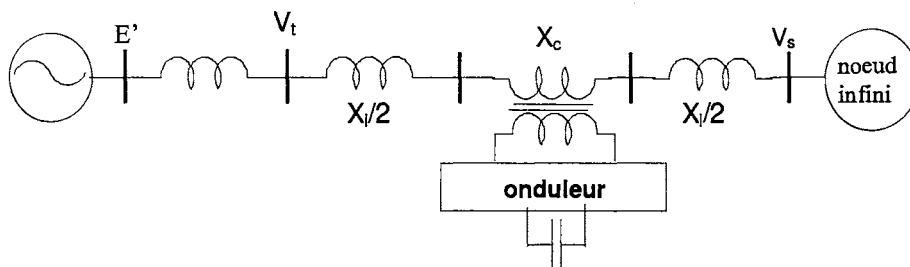 E'
V_t
X_l/2
X_c
X_l/2
V_s
noeud
infini
onduleur